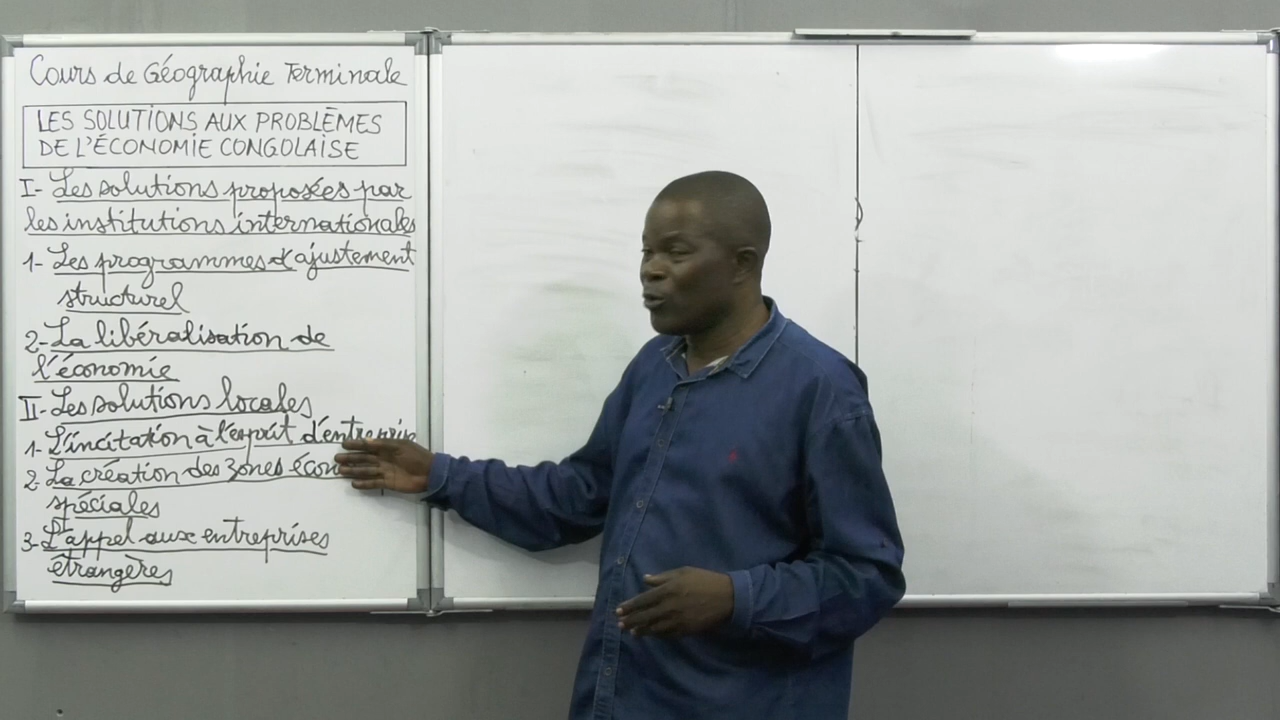 Cours de Géographie Terminale
LES SOLUTIONS AUX PROBLÈMES
DE L'ÉCONOMIE CONGOLAISE
I- Les solutions proposées par
les institutions internationales
1- Les programmes d'ajustement
structurel
2- La libéralisation de
l'économie
II- Les solutions locales
1- L'incitation à l'esprit
2 La création des zones
spéciales
3- L'appel aux entreprises
étrangères